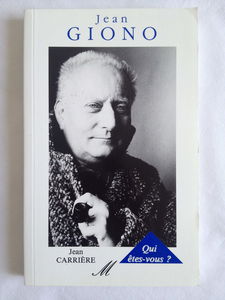 Jean
GIONO
Jean
CARRIÈRE
M
Qui
êtes-vous ?